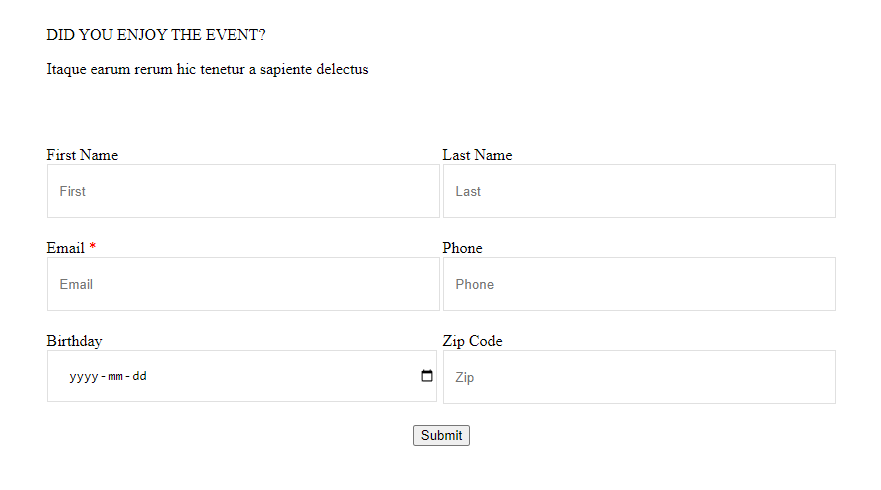 DID YOU ENJOY THE EVENT?
Itaque earum rerum hic tenetur a sapiente delectus
First Name Last Name
First Last
Email * Phone
Email Phone
Birthday Zip Code
yyyy-mm-dd Zip
Submit